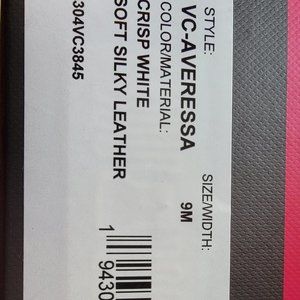 STYLE:
VC-AVERESSA
COLOR/MATERIAL:
CRISP WHITE
SOFT SILKY LEATHER
304VC3845
SIZE/WIDTH:
9M
1 9430